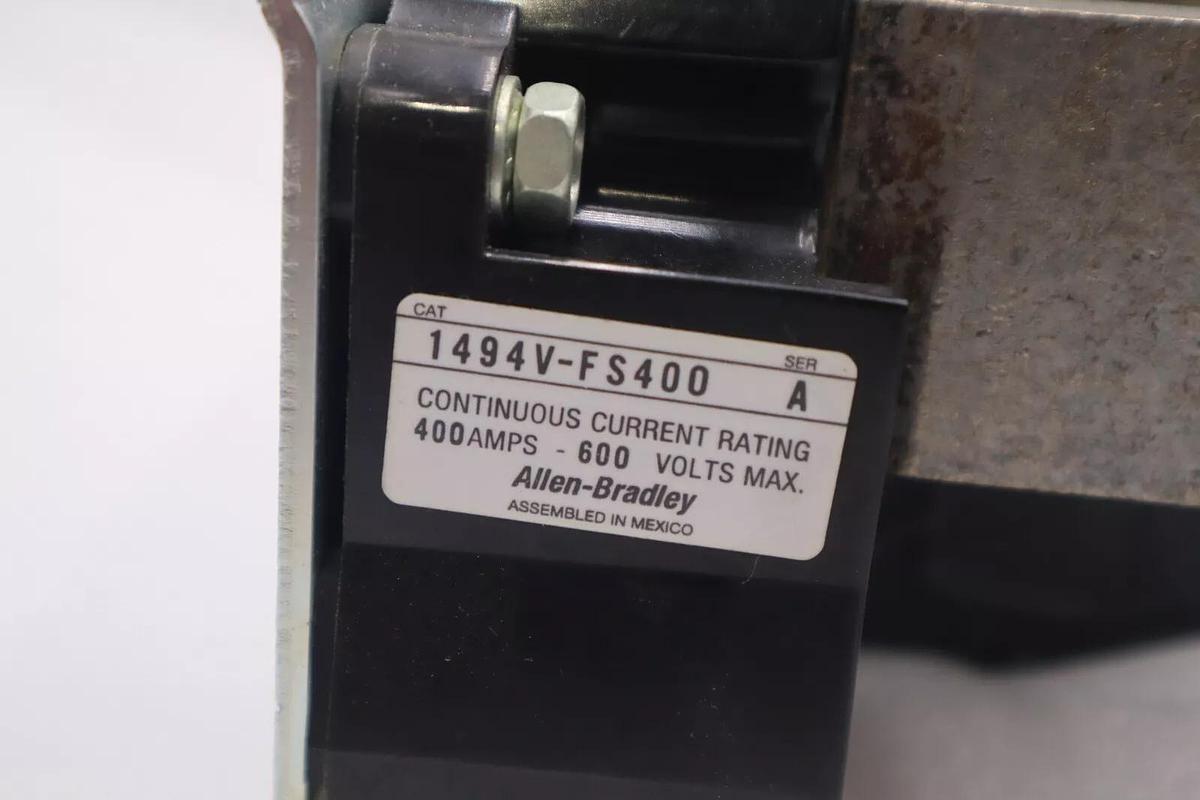 CAT
1494V-FS400
SER
A
CONTINUOUS CURRENT RATING
400AMPS - 600 VOLTS MAX.
Allen-Bradley
ASSEMBLED IN MEXICO